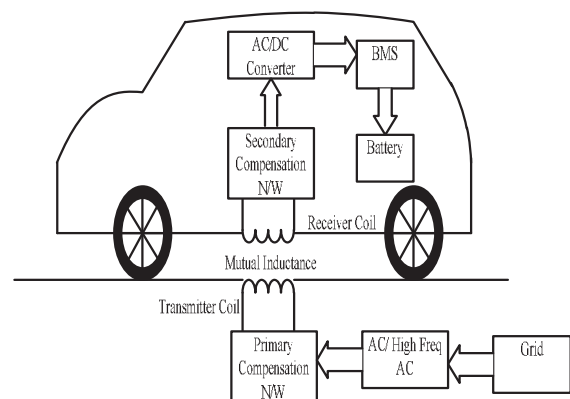 AC/DC
Converter
BMS
Secondary
Compensation
N/W
Battery
Receiver Coil
Mutual Inductance
Transmitter Coil
Primary
Compensation
N/W
AC/ High Freq
AC
Grid